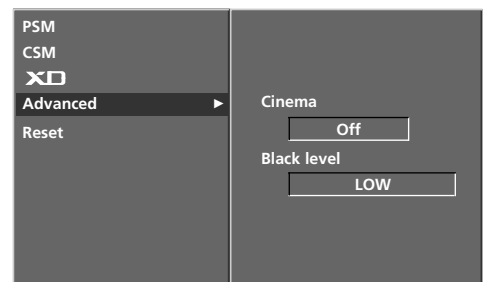 PSM
CSM
XD
Advanced ►
Reset
Cinema
Off
Black level
LOW